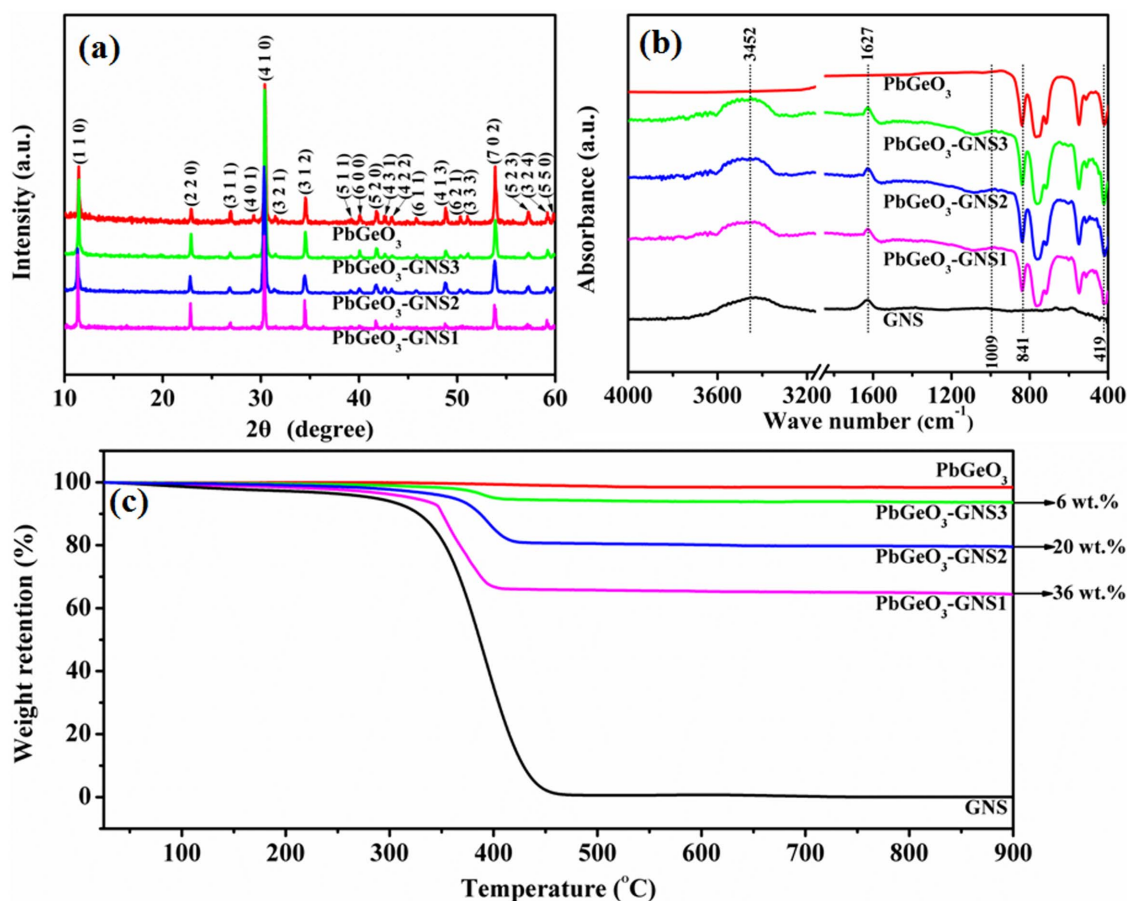 (a)
Intensity (a.u.)
(1 1 0)
(2 2 0)
(3 1 1)
(4 0 1)
(4 1 0)
(3 2 1)
(3 1 2)
(5 1 1)
(6 0 0)
(5 2 0)
(4 3 1)
(4 2 2)
(6 1 1)
(4 1 3)
(6 2 1)
(3 3 3)
(7 0 2)
(5 2 3)
(3 2 4)
(5 5 0)
PbGeO3
PbGeO3-GNS3
PbGeO3-GNS2
PbGeO3-GNS1
10 20 30 40 50 60
2θ (degree)
(b)
Absorbance (a.u.)
3452
1627
PbGeO3
PbGeO3-GNS3
PbGeO3-GNS2
PbGeO3-GNS1
GNS
1009
841
419
4000 3600 3200 1600 1200 800 400
Wave number (cm-1)
(c)
Weight retention (%)
100
80
60
40
20
0
PbGeO3
PbGeO3-GNS3
6 wt.%
PbGeO3-GNS2
20 wt.%
PbGeO3-GNS1
36 wt.%
GNS
100 200 300 400 500 600 700 800 900
Temperature (oC)